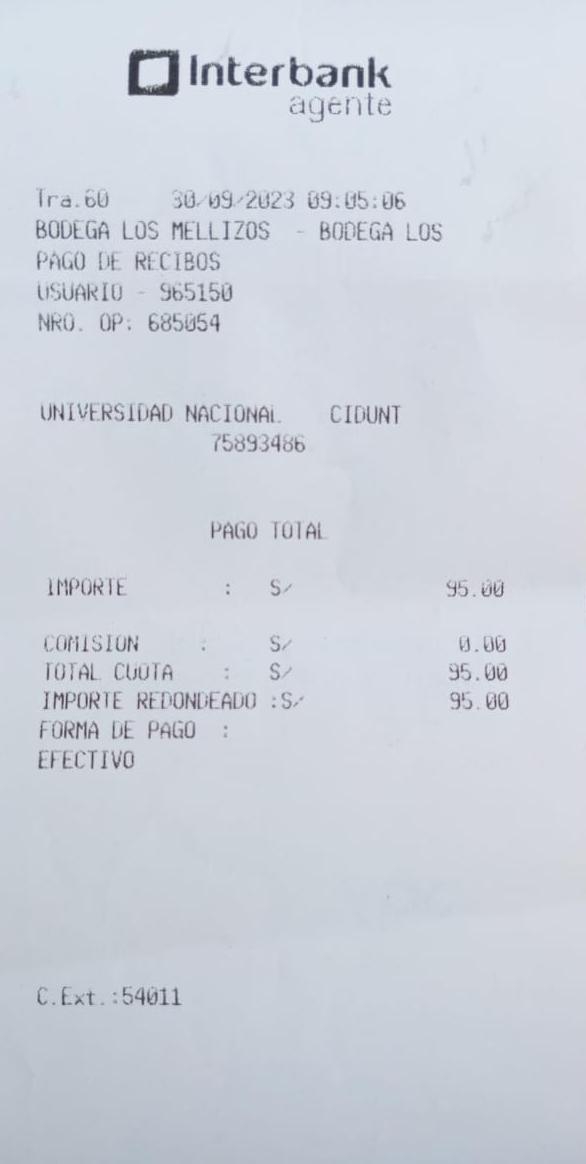 Interbank
agente
Tra.60 30/09/2023 09:05:06
BODEGA LOS MELLIZOS - BODEGA LOS
PAGO DE RECIBOS
USUARIO - 965150
NRO. OP: 685054
UNIVERSIDAD NACIONAL CIDUNT
75893486
PAGO TOTAL
IMPORTE : S/ 95.00
COMISION : S/ 0.00
TOTAL CUOTA : S/ 95.00
IMPORTE REDONDEADO :S/ 95.00
FORMA DE PAGO :
EFECTIVO
C.Ext.:54011